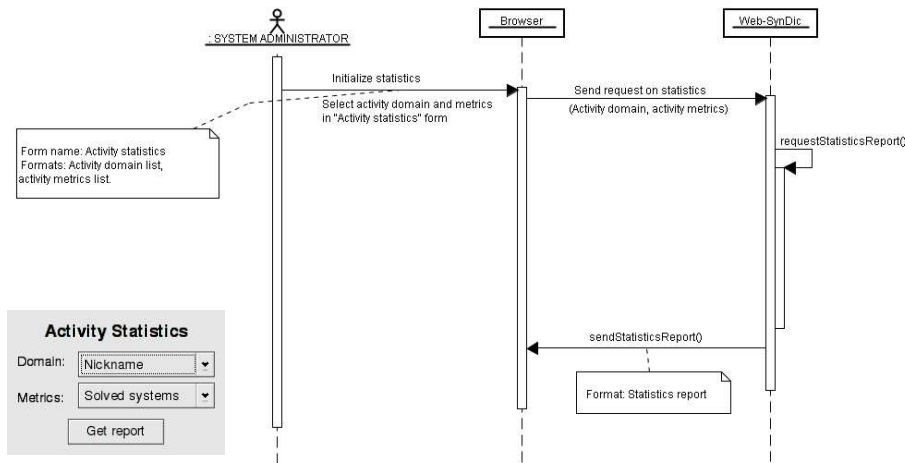 : SYSTEM ADMINISTRATOR
Browser
Web-SynDic
Initialize statistics
Select activity domain and metrics
in "Activity statistics" form
Send request on statistics
(Activity domain, activity metrics)
Form name: Activity statistics
Formats: Activity domain list,
activity metrics list.
requestStatisticsReport()
sendStatisticsReport()
Format: Statistics report
Activity Statistics
Domain: Nickname
Metrics: Solved systems
Get report